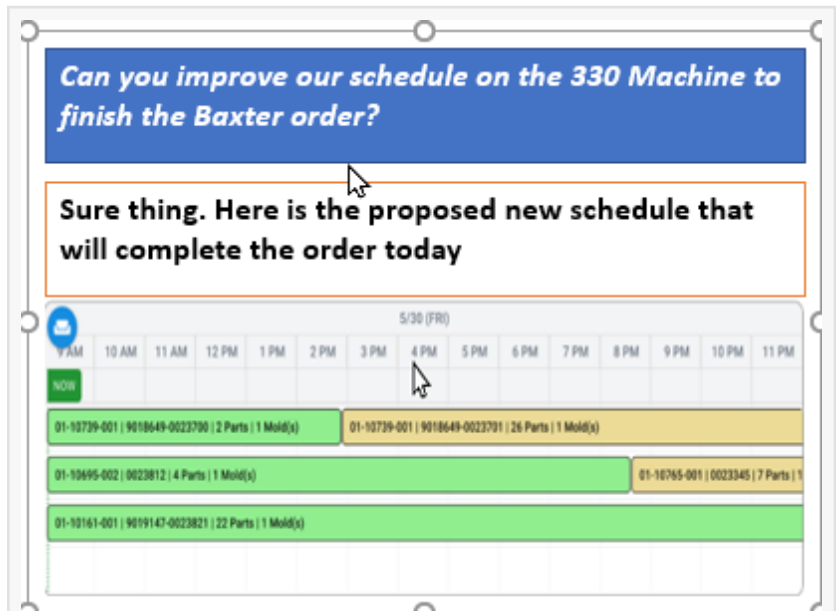 Can you improve our schedule on the 330 Machine to
finish the Baxter order?
Sure thing. Here is the proposed new schedule that
will complete the order today
5/30 (FRI)
9 AM 10 AM 11 AM 12 PM 1 PM 2 PM 3 PM 4 PM 5 PM 6 PM 7 PM 8 PM 9 PM 10 PM 11 PM
NOW
01-10739-001 | 9018649-0023700 | 2 Parts | 1 Mold(s) 01-10739-001 | 9018649-0023701 | 26 Parts | 1 Mold(s)
01-10695-002 | 0023812 | 4 Parts | 1 Mold(s) 01-10765-001 | 0023345 | 7 Parts | 1
01-10161-001 | 9019147-0023821 | 22 Parts | 1 Mold(s)